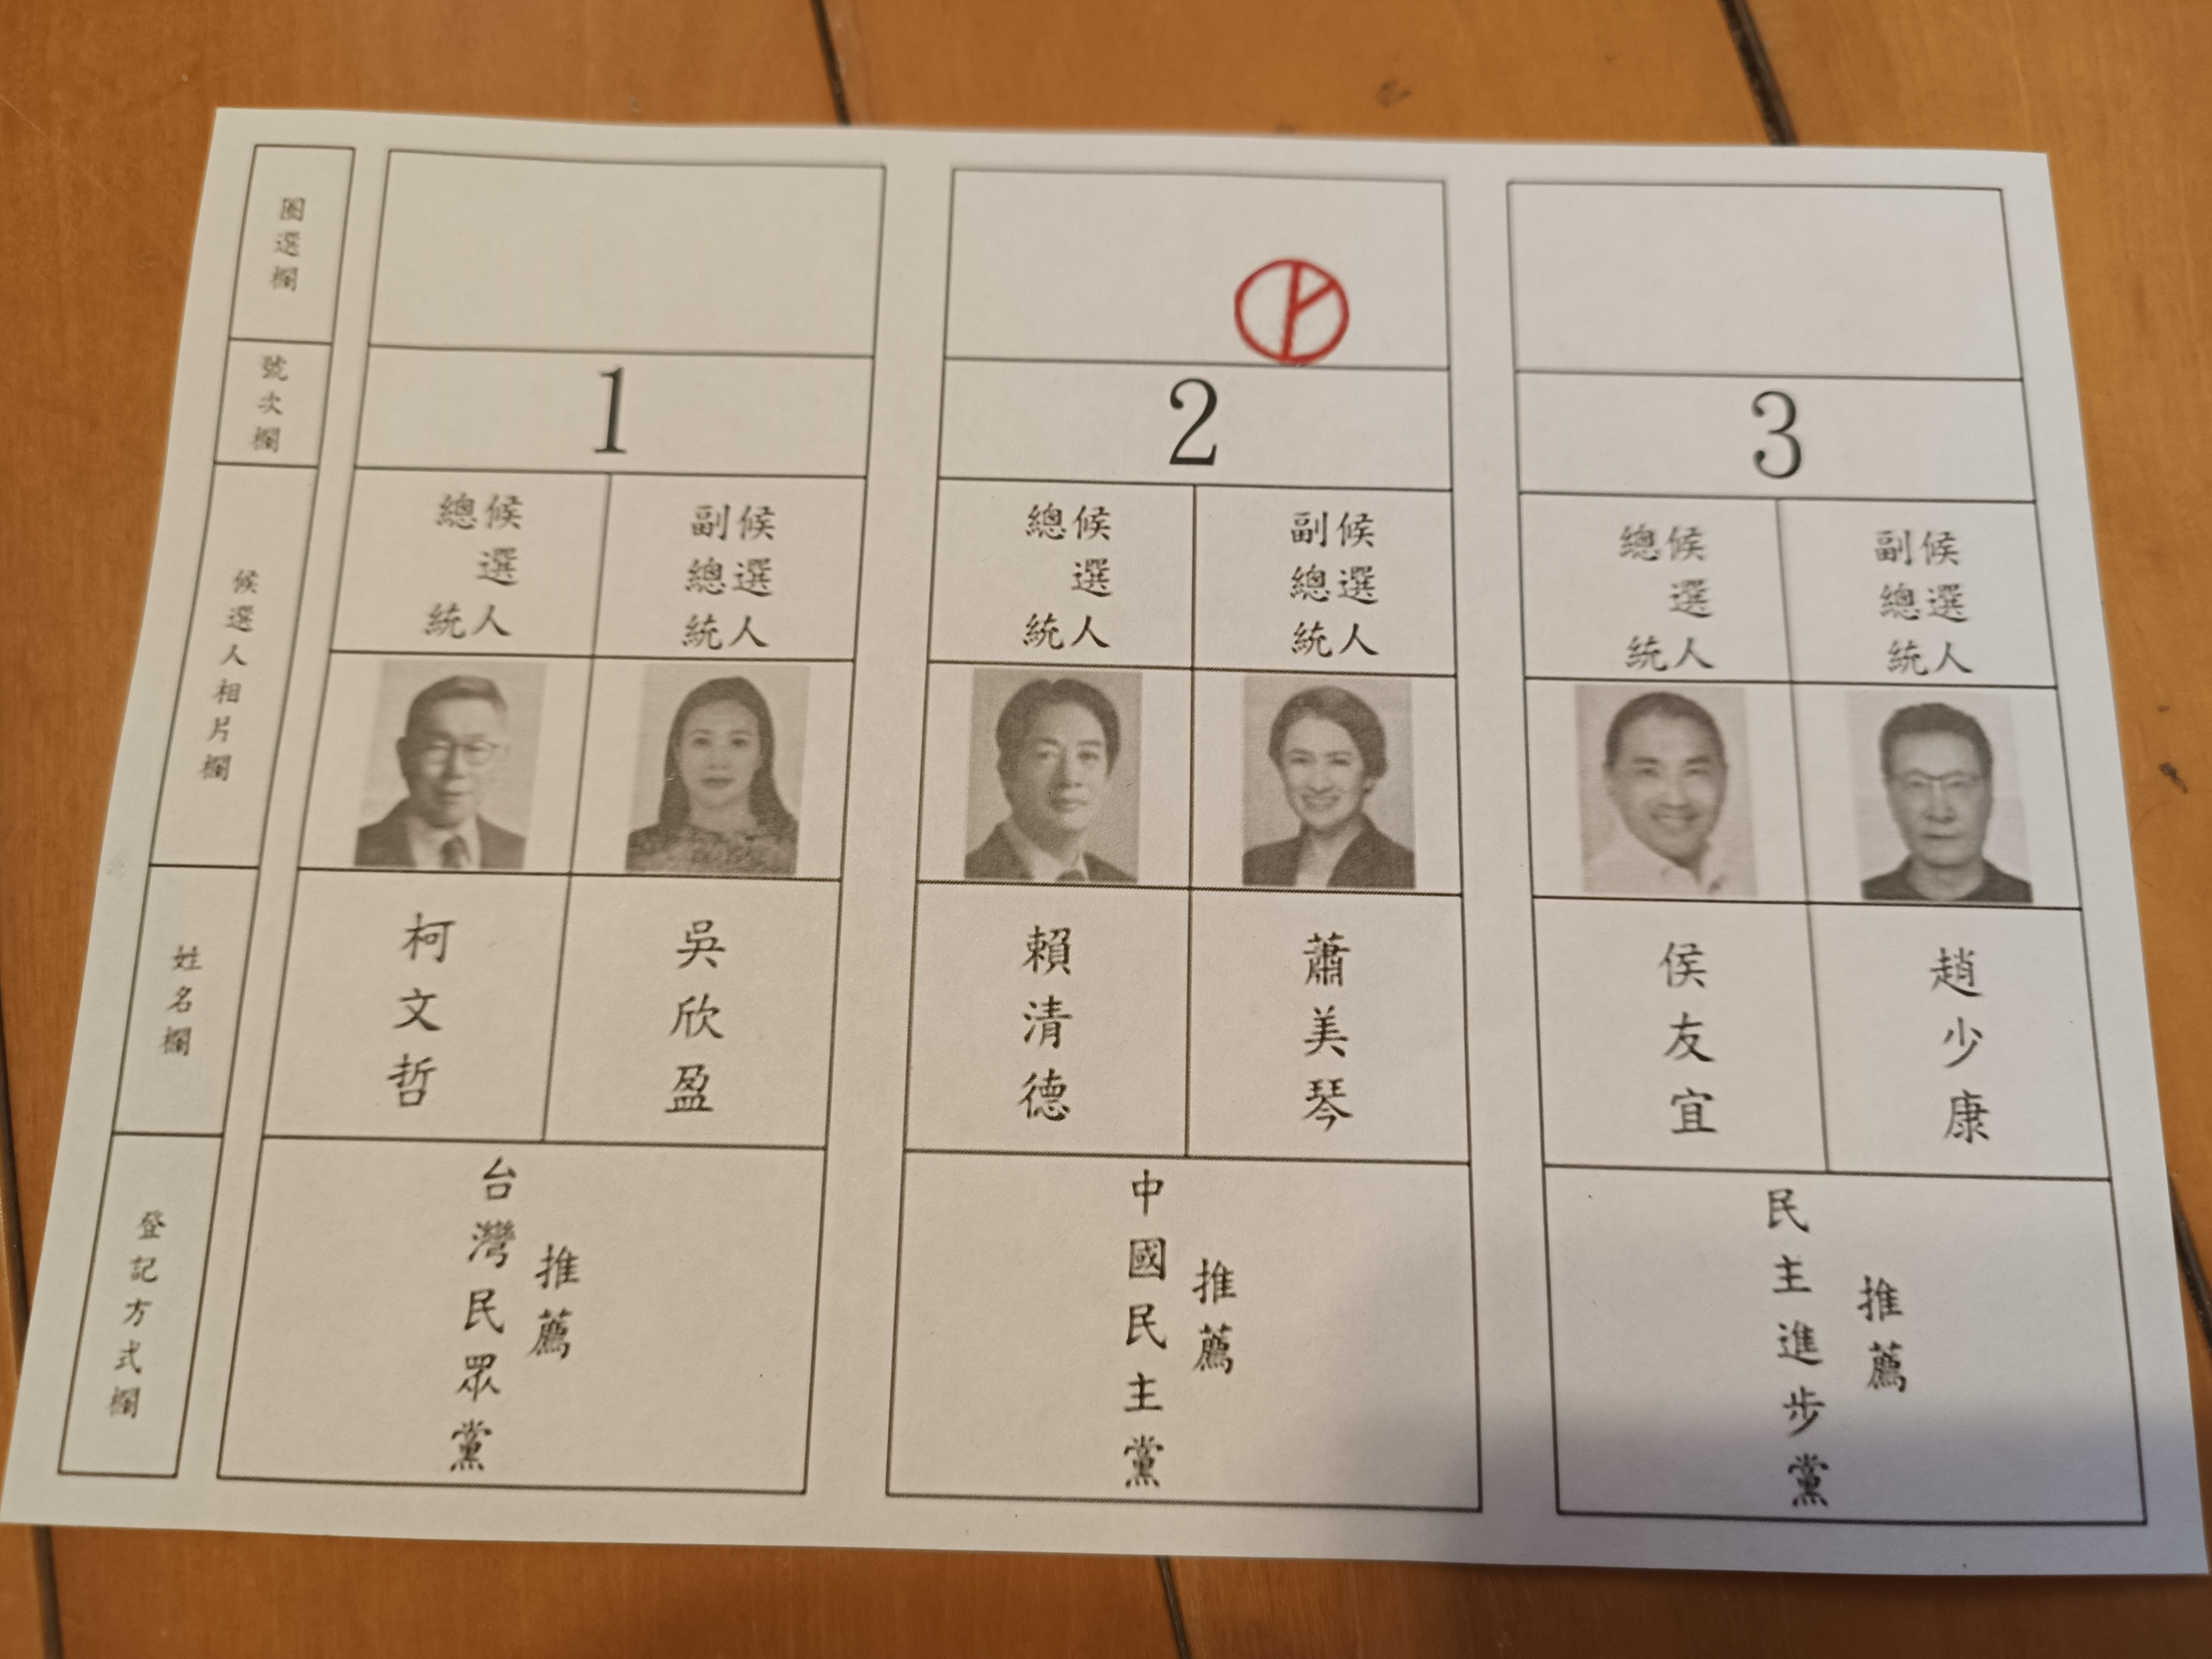 圈選欄
號次欄
候選人相片欄
姓名欄
登記方式欄
1
總統
候選人
副總統
候選人
柯文哲
吳欣盈
台灣民眾黨
推薦
2
總統
候選人
副總統
候選人
賴清德
蕭美琴
中國民主黨
推薦
3
總統
候選人
副總統
候選人
侯友宜
趙少康
民主進步黨
推薦